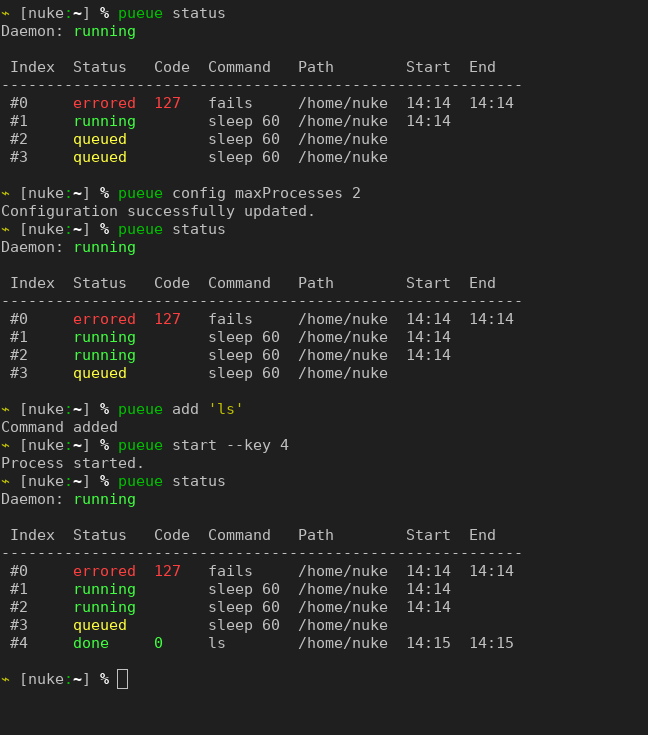 ⌁ [nuke:~] % pueue status
Daemon: running
Index  Status   Code  Command   Path        Start  End
----------------------------------------------------------
#0     errored  127   fails     /home/nuke  14:14  14:14
#1     running        sleep 60  /home/nuke  14:14
#2     queued         sleep 60  /home/nuke
#3     queued         sleep 60  /home/nuke
⌁ [nuke:~] % pueue config maxProcesses 2
Configuration successfully updated.
⌁ [nuke:~] % pueue status
Daemon: running
Index  Status   Code  Command   Path        Start  End
----------------------------------------------------------
#0     errored  127   fails     /home/nuke  14:14  14:14
#1     running        sleep 60  /home/nuke  14:14
#2     running        sleep 60  /home/nuke  14:14
#3     queued         sleep 60  /home/nuke
⌁ [nuke:~] % pueue add 'ls'
Command added
⌁ [nuke:~] % pueue start --key 4
Process started.
⌁ [nuke:~] % pueue status
Daemon: running
Index  Status   Code  Command   Path        Start  End
----------------------------------------------------------
#0     errored  127   fails     /home/nuke  14:14  14:14
#1     running        sleep 60  /home/nuke  14:14
#2     running        sleep 60  /home/nuke  14:14
#3     queued         sleep 60  /home/nuke
#4     done     0     ls        /home/nuke  14:15  14:15
⌁ [nuke:~] %